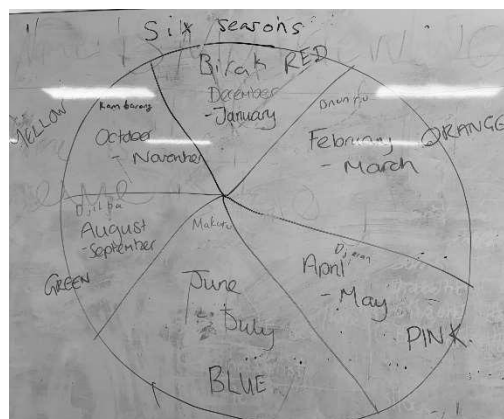 Silx seasons
Birak RED
December
- January
Bunuru
February
- March
ORANGE
Djeran
April
- May
PINK
Makuru
June
- July
BLUE
Djilba
August
- September
GREEN
Kambarang
October
- November
YELLOW